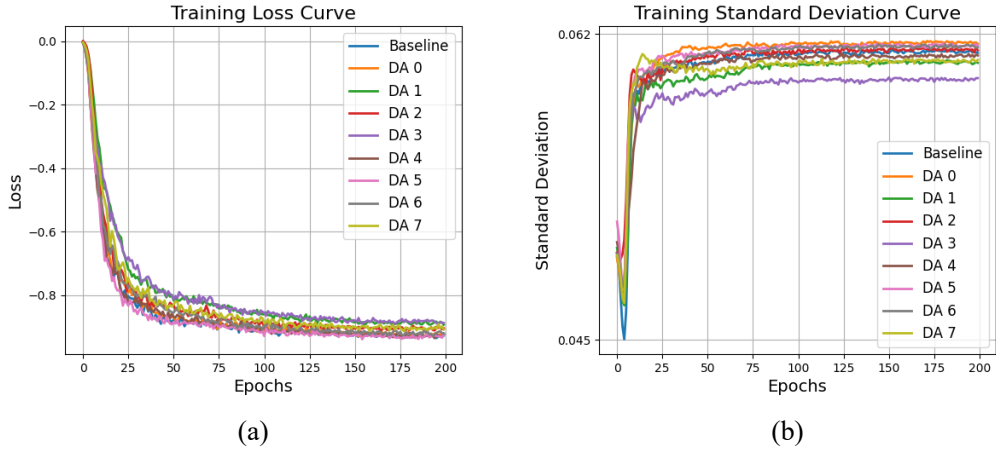 Training Loss Curve
0.0
−0.2
−0.4
−0.6
−0.8
Loss
0
25
50
75
100
125
150
175
200
Epochs
Baseline
DA 0
DA 1
DA 2
DA 3
DA 4
DA 5
DA 6
DA 7
(a)
Training Standard Deviation Curve
0.062
0.045
Standard Deviation
0
25
50
75
100
125
150
175
200
Epochs
Baseline
DA 0
DA 1
DA 2
DA 3
DA 4
DA 5
DA 6
DA 7
(b)